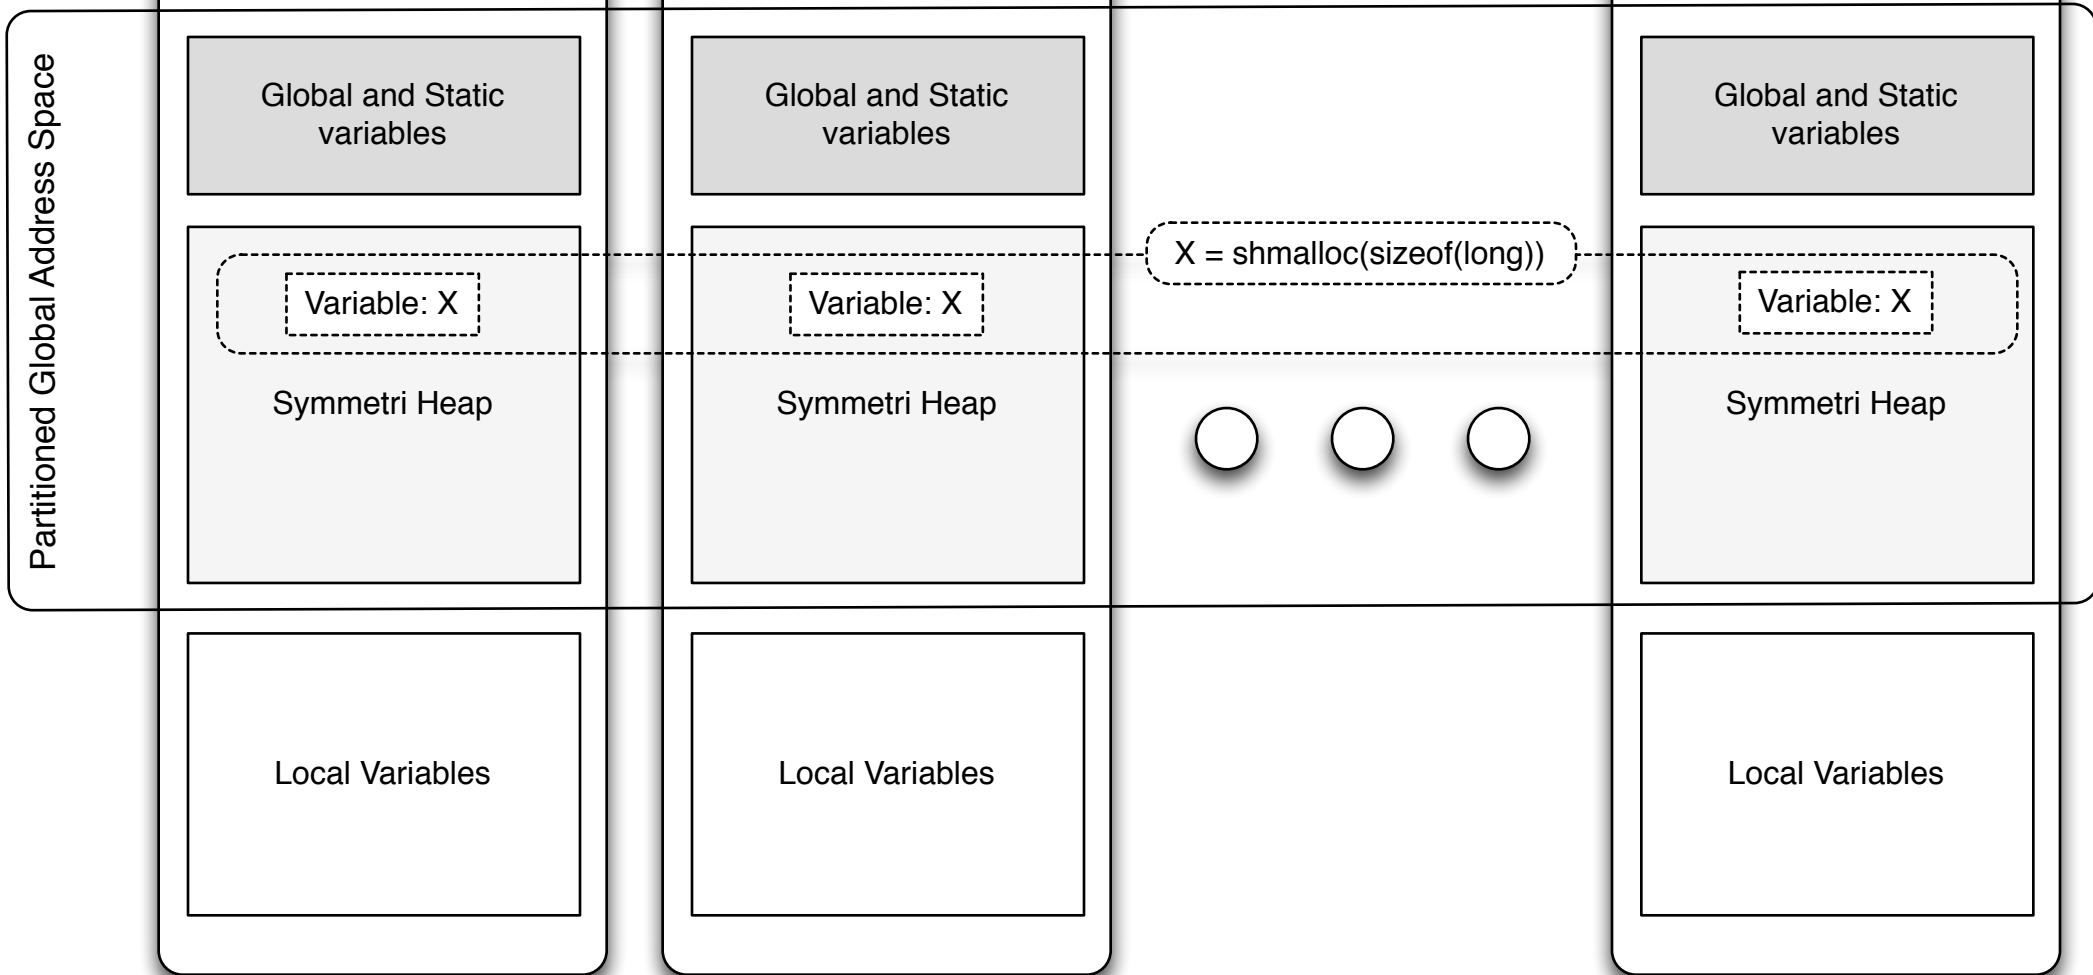 Partitioned Global Address Space
Global and Static
variables
Global and Static
variables
Global and Static
variables
X = shmalloc(sizeof(long))
Variable: X
Variable: X
Variable: X
Symmetri Heap
Symmetri Heap
Symmetri Heap
Local Variables
Local Variables
Local Variables